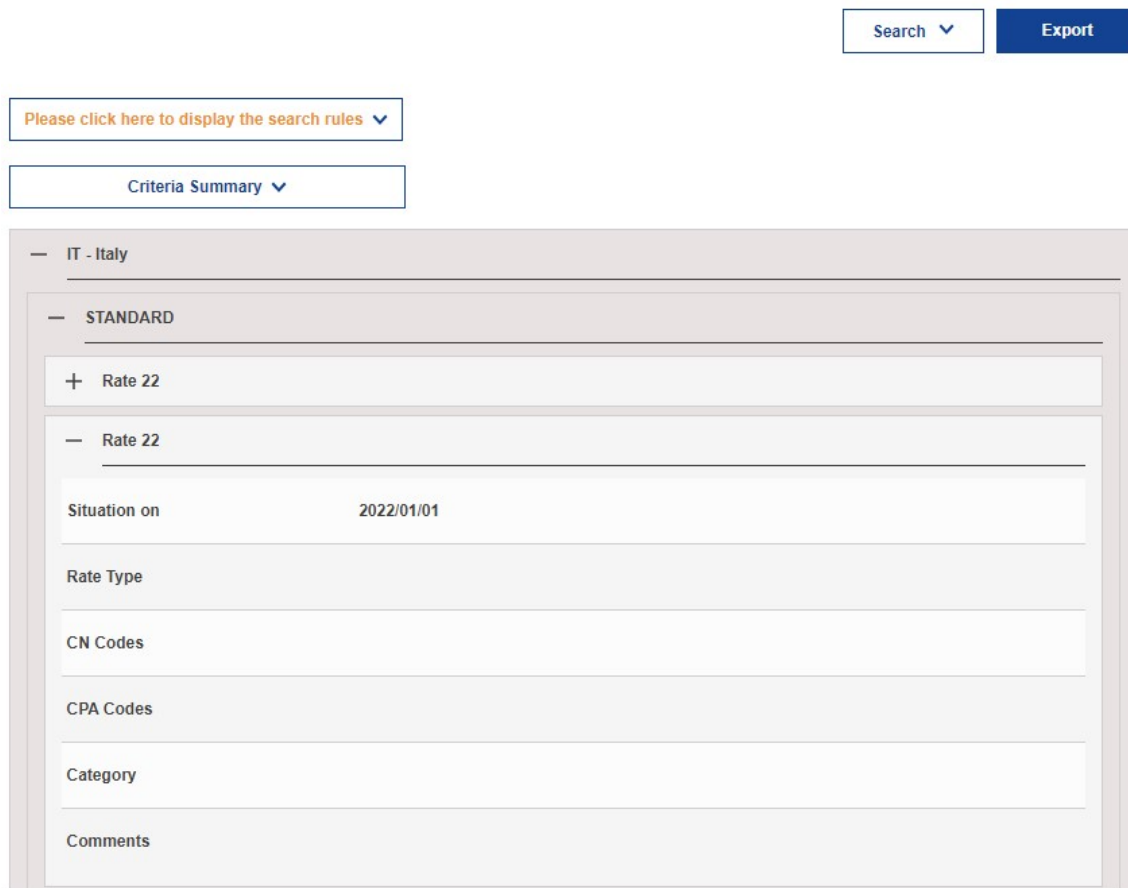 Search
Export
Please click here to display the search rules
Criteria Summary
IT - Italy
STANDARD
Rate 22
Rate 22
Situation on 2022/01/01
Rate Type
CN Codes
CPA Codes
Category
Comments